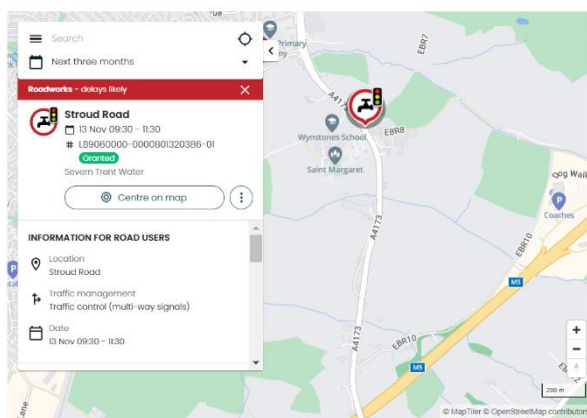 Search
Next three months
Roadworks - delays likely
Stroud Road
13 Nov 09:30 - 11:30
# LB9060000-0000801320386-01
Granted
Severn Trent Water
Centre on map
INFORMATION FOR ROAD USERS
Location
Stroud Road
Traffic management
Traffic control (multi-way signals)
Date
13 Nov 09:30 - 11:30
Primary
EBR7
A4173
EBR8
Wynstones School
Saint Margaret
A4173
Coaches
EBR10
M5
A4173
EBR10
M5
200 m
© MapTiler © OpenStreetMap contributors